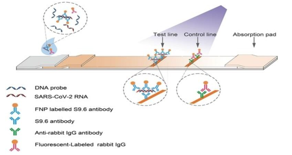 Test line Control line Absorption pad
DNA probe
SARS-CoV-2 RNA
FNP labelled S9.6 antibody
S9.6 antibody
Anti-rabbit IgG antibody
Fluorescent-Labeled rabbit IgG